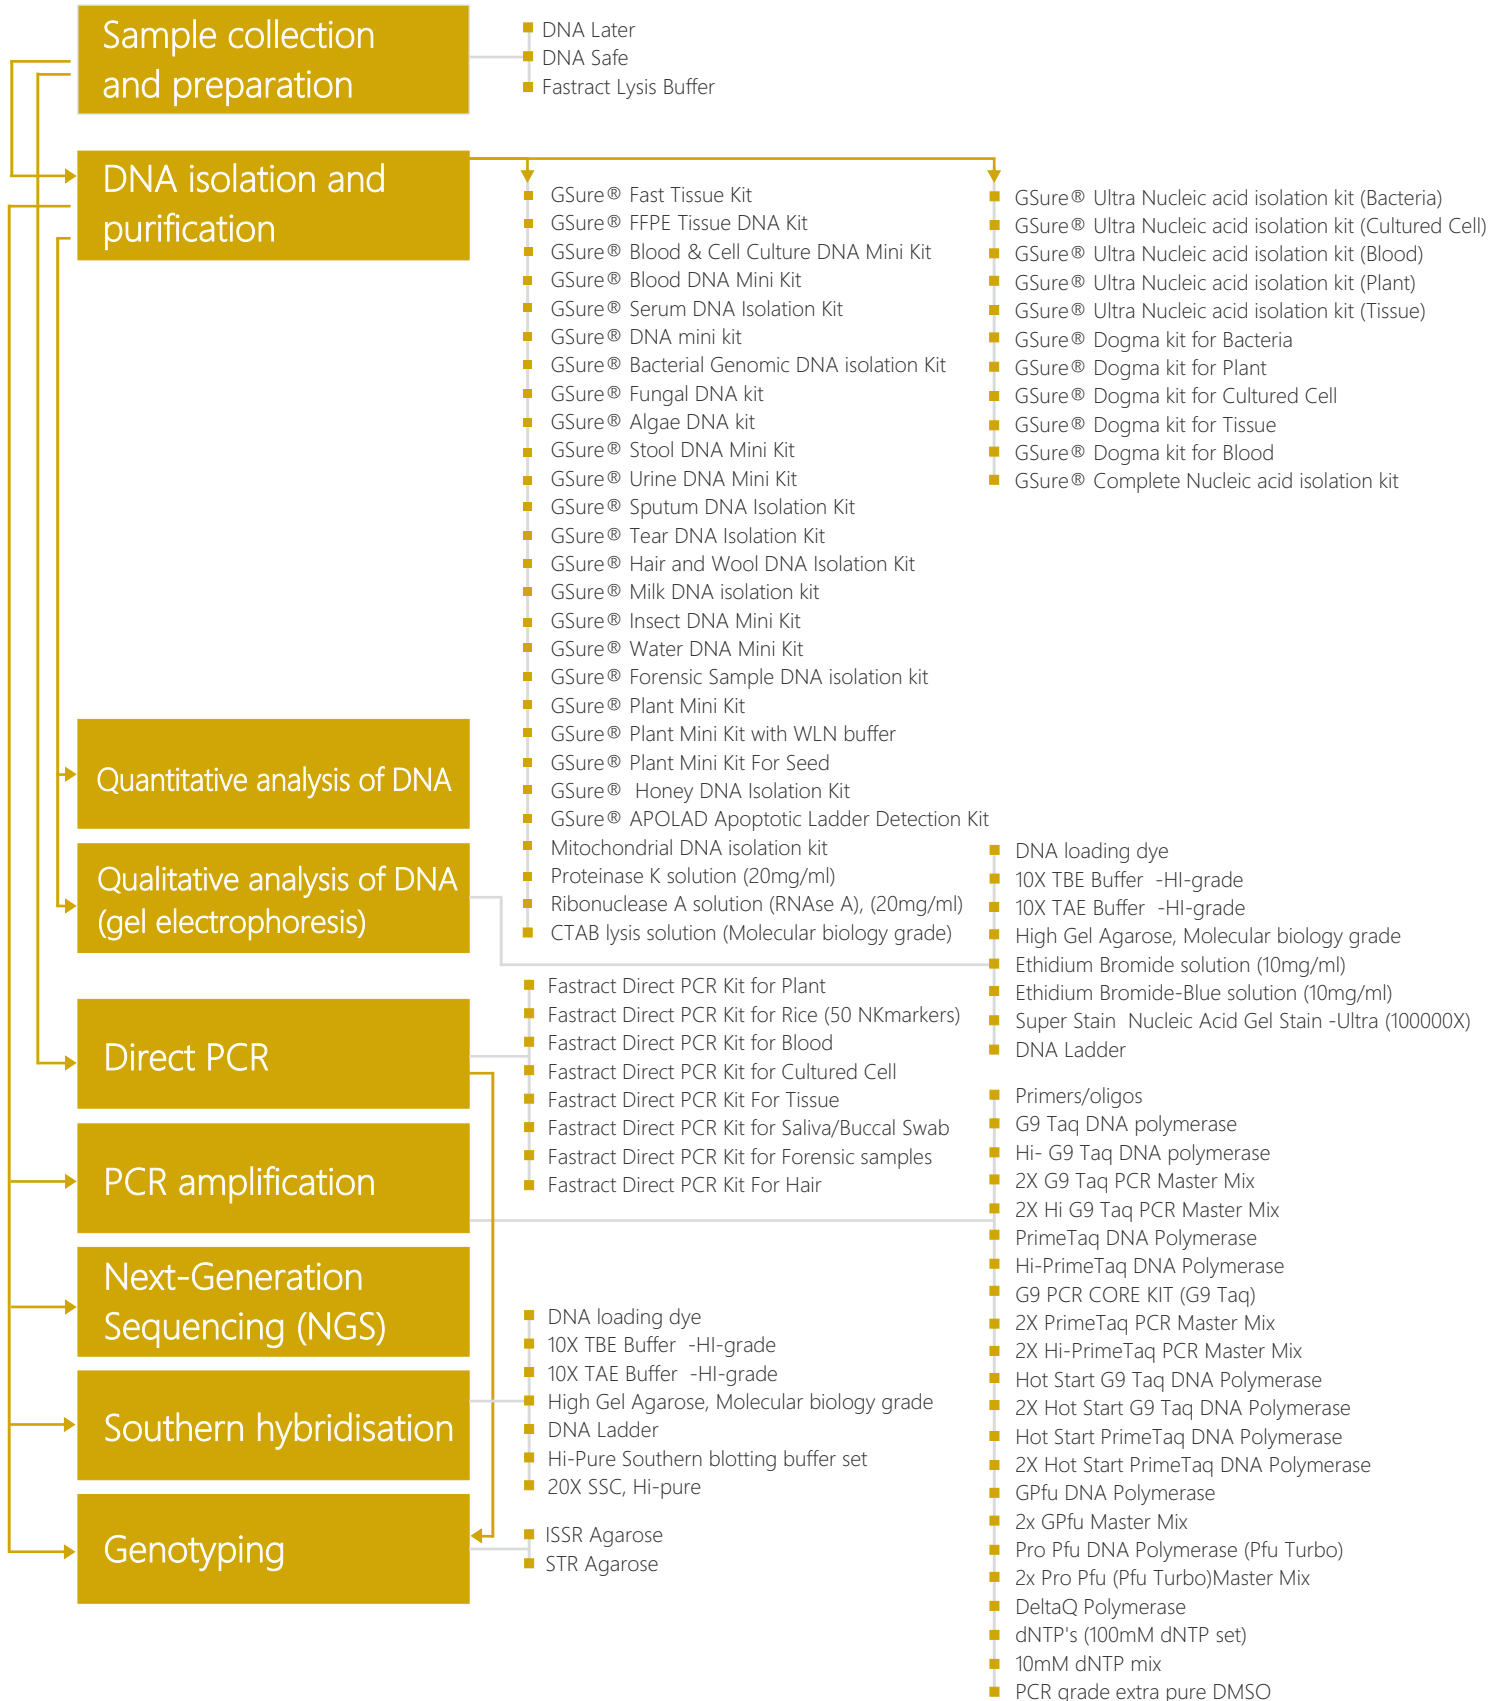 Sample collection
and preparation
DNA Later
DNA Safe
Fastract Lysis Buffer
DNA isolation and
purification
GSure® Fast Tissue Kit
GSure® FFPE Tissue DNA Kit
GSure® Blood & Cell Culture DNA Mini Kit
GSure® Blood DNA Mini Kit
GSure® Serum DNA Isolation Kit
GSure® DNA mini kit
GSure® Bacterial Genomic DNA isolation Kit
GSure® Fungal DNA kit
GSure® Algae DNA kit
GSure® Stool DNA Mini Kit
GSure® Urine DNA Mini Kit
GSure® Sputum DNA Isolation Kit
GSure® Tear DNA Isolation Kit
GSure® Hair and Wool DNA Isolation Kit
GSure® Milk DNA isolation kit
GSure® Insect DNA Mini Kit
GSure® Water DNA Mini Kit
GSure® Forensic Sample DNA isolation kit
GSure® Plant Mini Kit
GSure® Plant Mini Kit with WLN buffer
GSure® Plant Mini Kit For Seed
GSure® Honey DNA Isolation Kit
GSure® APOLAD Apoptotic Ladder Detection Kit
Mitochondrial DNA isolation kit
Proteinase K solution (20mg/ml)
Ribonuclease A solution (RNAse A), (20mg/ml)
CTAB lysis solution (Molecular biology grade)
GSure® Ultra Nucleic acid isolation kit (Bacteria)
GSure® Ultra Nucleic acid isolation kit (Cultured Cell)
GSure® Ultra Nucleic acid isolation kit (Blood)
GSure® Ultra Nucleic acid isolation kit (Plant)
GSure® Ultra Nucleic acid isolation kit (Tissue)
GSure® Dogma kit for Bacteria
GSure® Dogma kit for Plant
GSure® Dogma kit for Cultured Cell
GSure® Dogma kit for Tissue
GSure® Dogma kit for Blood
GSure® Complete Nucleic acid isolation kit
Quantitative analysis of DNA
Qualitative analysis of DNA
(gel electrophoresis)
DNA loading dye
10X TBE Buffer -HI-grade
10X TAE Buffer -HI-grade
High Gel Agarose, Molecular biology grade
Ethidium Bromide solution (10mg/ml)
Ethidium Bromide-Blue solution (10mg/ml)
Super Stain Nucleic Acid Gel Stain -Ultra (100000X)
DNA Ladder
Direct PCR
Fastract Direct PCR Kit for Plant
Fastract Direct PCR Kit for Rice (50 NKmarkers)
Fastract Direct PCR Kit for Blood
Fastract Direct PCR Kit for Cultured Cell
Fastract Direct PCR Kit For Tissue
Fastract Direct PCR Kit for Saliva/Buccal Swab
Fastract Direct PCR Kit for Forensic samples
Fastract Direct PCR Kit For Hair
PCR amplification
Primers/oligos
G9 Taq DNA polymerase
Hi- G9 Taq DNA polymerase
2X G9 Taq PCR Master Mix
2X Hi G9 Taq PCR Master Mix
PrimeTaq DNA Polymerase
Hi-PrimeTaq DNA Polymerase
G9 PCR CORE KIT (G9 Taq)
2X PrimeTaq PCR Master Mix
2X Hi-PrimeTaq PCR Master Mix
Hot Start G9 Taq DNA Polymerase
2X Hot Start G9 Taq DNA Polymerase
Hot Start PrimeTaq DNA Polymerase
2X Hot Start PrimeTaq DNA Polymerase
GPfu DNA Polymerase
2x GPfu Master Mix
Pro Pfu DNA Polymerase (Pfu Turbo)
2x Pro Pfu (Pfu Turbo)Master Mix
DeltaQ Polymerase
dNTP's (100mM dNTP set)
10mM dNTP mix
PCR grade extra pure DMSO
Next-Generation
Sequencing (NGS)
Southern hybridisation
DNA loading dye
10X TBE Buffer -HI-grade
10X TAE Buffer -HI-grade
High Gel Agarose, Molecular biology grade
DNA Ladder
Hi-Pure Southern blotting buffer set
20X SSC, Hi-pure
Genotyping
ISSR Agarose
STR Agarose